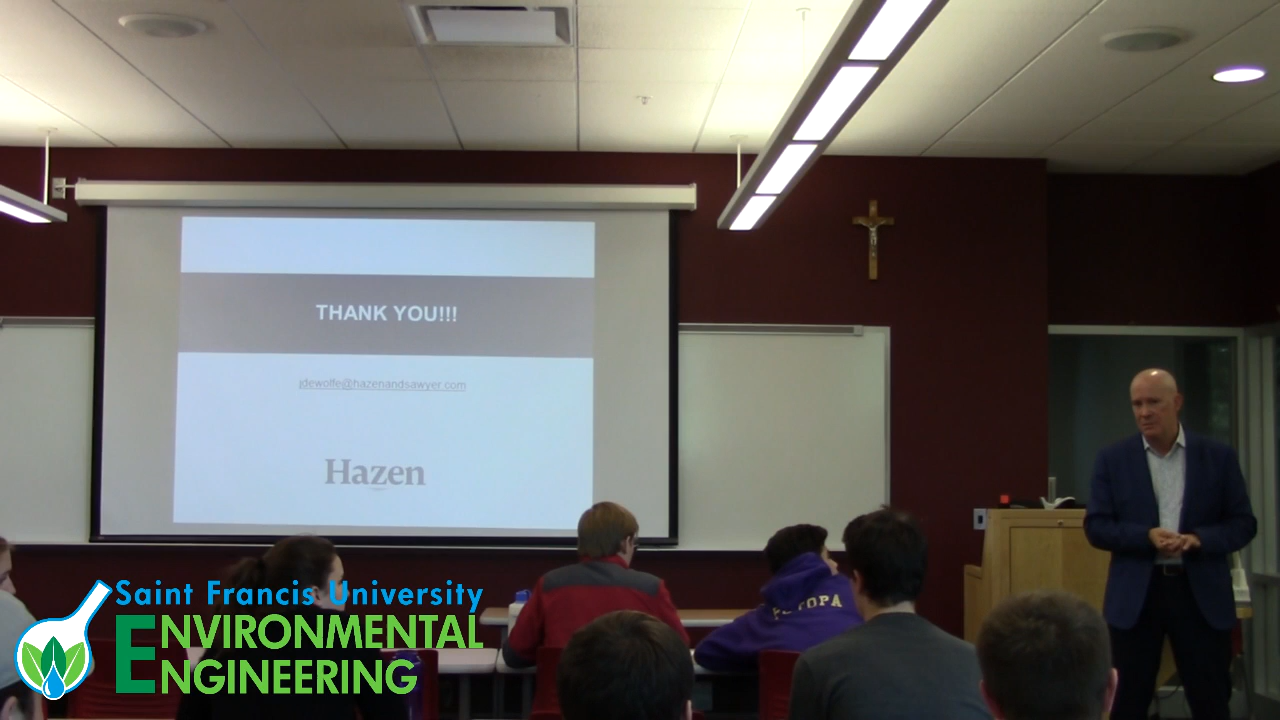 THANK YOU!!!
jdewolfe@hazenandsawyer.com
Hazen
Saint Francis University
ENVIRONMENTAL
ENGINEERING